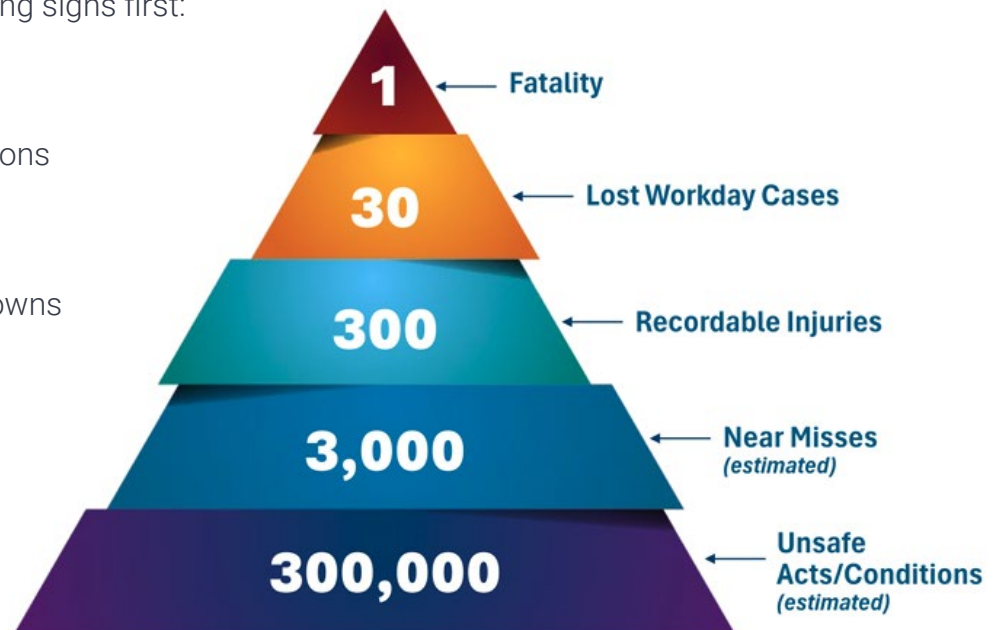 ng signs first:
1
Fatality
ons
30
Lost Workday Cases
owns
300
Recordable Injuries
3,000
Near Misses
(estimated)
300,000
Unsafe
Acts/Conditions
(estimated)